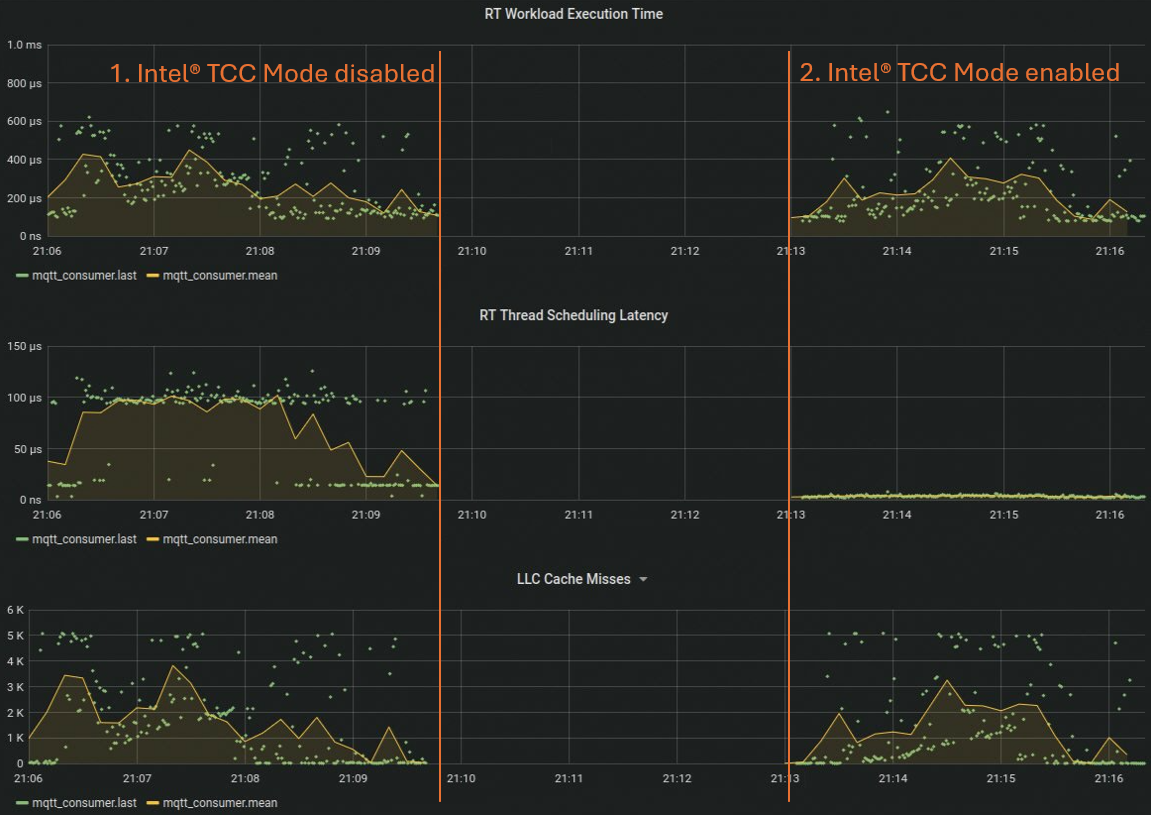 RT Workload Execution Time
1.0 ms
1. Intel® TCC Mode disabled
2. Intel® TCC Mode enabled
800 µs
600 µs
400 µs
200 µs
0 ns
21:06 21:07 21:08 21:09 21:10 21:11 21:12 21:13 21:14 21:15 21:16
mqtt_consumer.last mqtt_consumer.mean
RT Thread Scheduling Latency
150 µs
100 µs
50 µs
0 ns
21:06 21:07 21:08 21:09 21:10 21:11 21:12 21:13 21:14 21:15 21:16
mqtt_consumer.last mqtt_consumer.mean
LLC Cache Misses
6 K
5 K
4 K
3 K
2 K
1 K
0
21:06 21:07 21:08 21:09 21:10 21:11 21:12 21:13 21:14 21:15 21:16
mqtt_consumer.last mqtt_consumer.mean